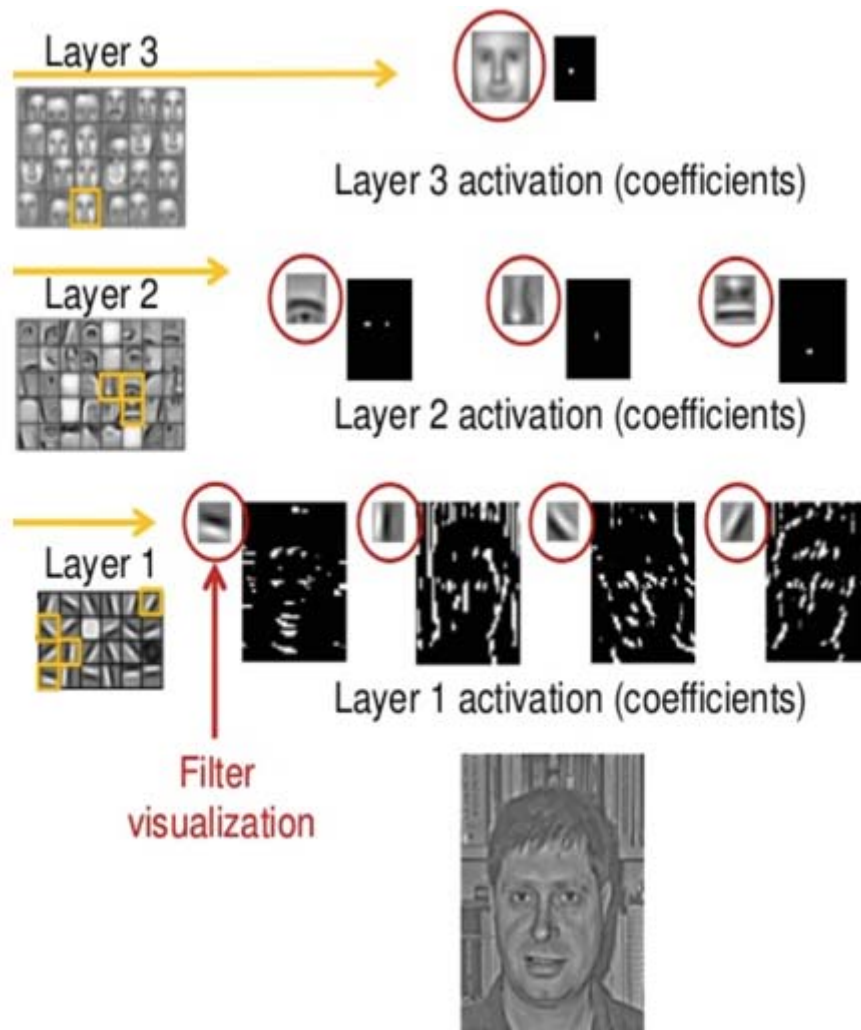 Layer 3
Layer 3 activation (coefficients)
Layer 2
Layer 2 activation (coefficients)
Layer 1
Layer 1 activation (coefficients)
Filter
visualization